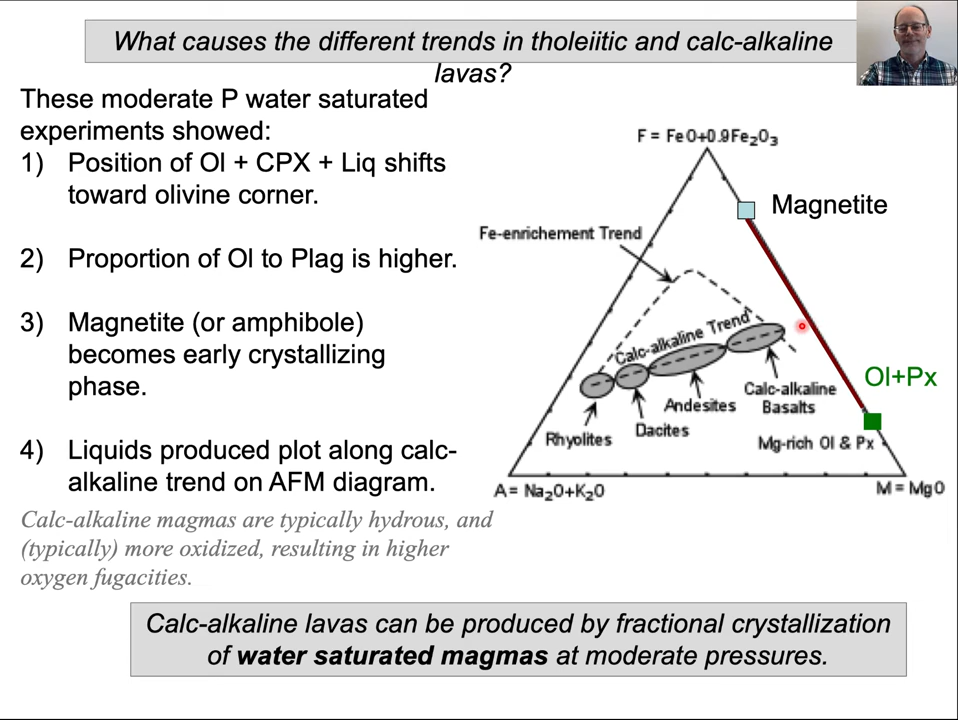 What causes the different trends in tholeiitic and calc-alkaline
lavas?
These moderate P water saturated
experiments showed:
1) Position of Ol + CPX + Liq shifts
toward olivine corner.
2) Proportion of Ol to Plag is higher.
3) Magnetite (or amphibole)
becomes early crystallizing
phase.
4) Liquids produced plot along calc-
alkaline trend on AFM diagram.
Calc-alkaline magmas are typically hydrous, and
(typically) more oxidized, resulting in higher
oxygen fugacities.
F = FeO+0.9Fe₂O₃
Magnetite
Fe-enrichement Trend
Calc-alkaline Trend
Ol+Px
Calc-alkaline
Basalts
Andesites
Dacites
Rhyolites
Mg-rich Ol & Px
A = Na₂O+K₂O
M = MgO
Calc-alkaline lavas can be produced by fractional crystallization
of water saturated magmas at moderate pressures.